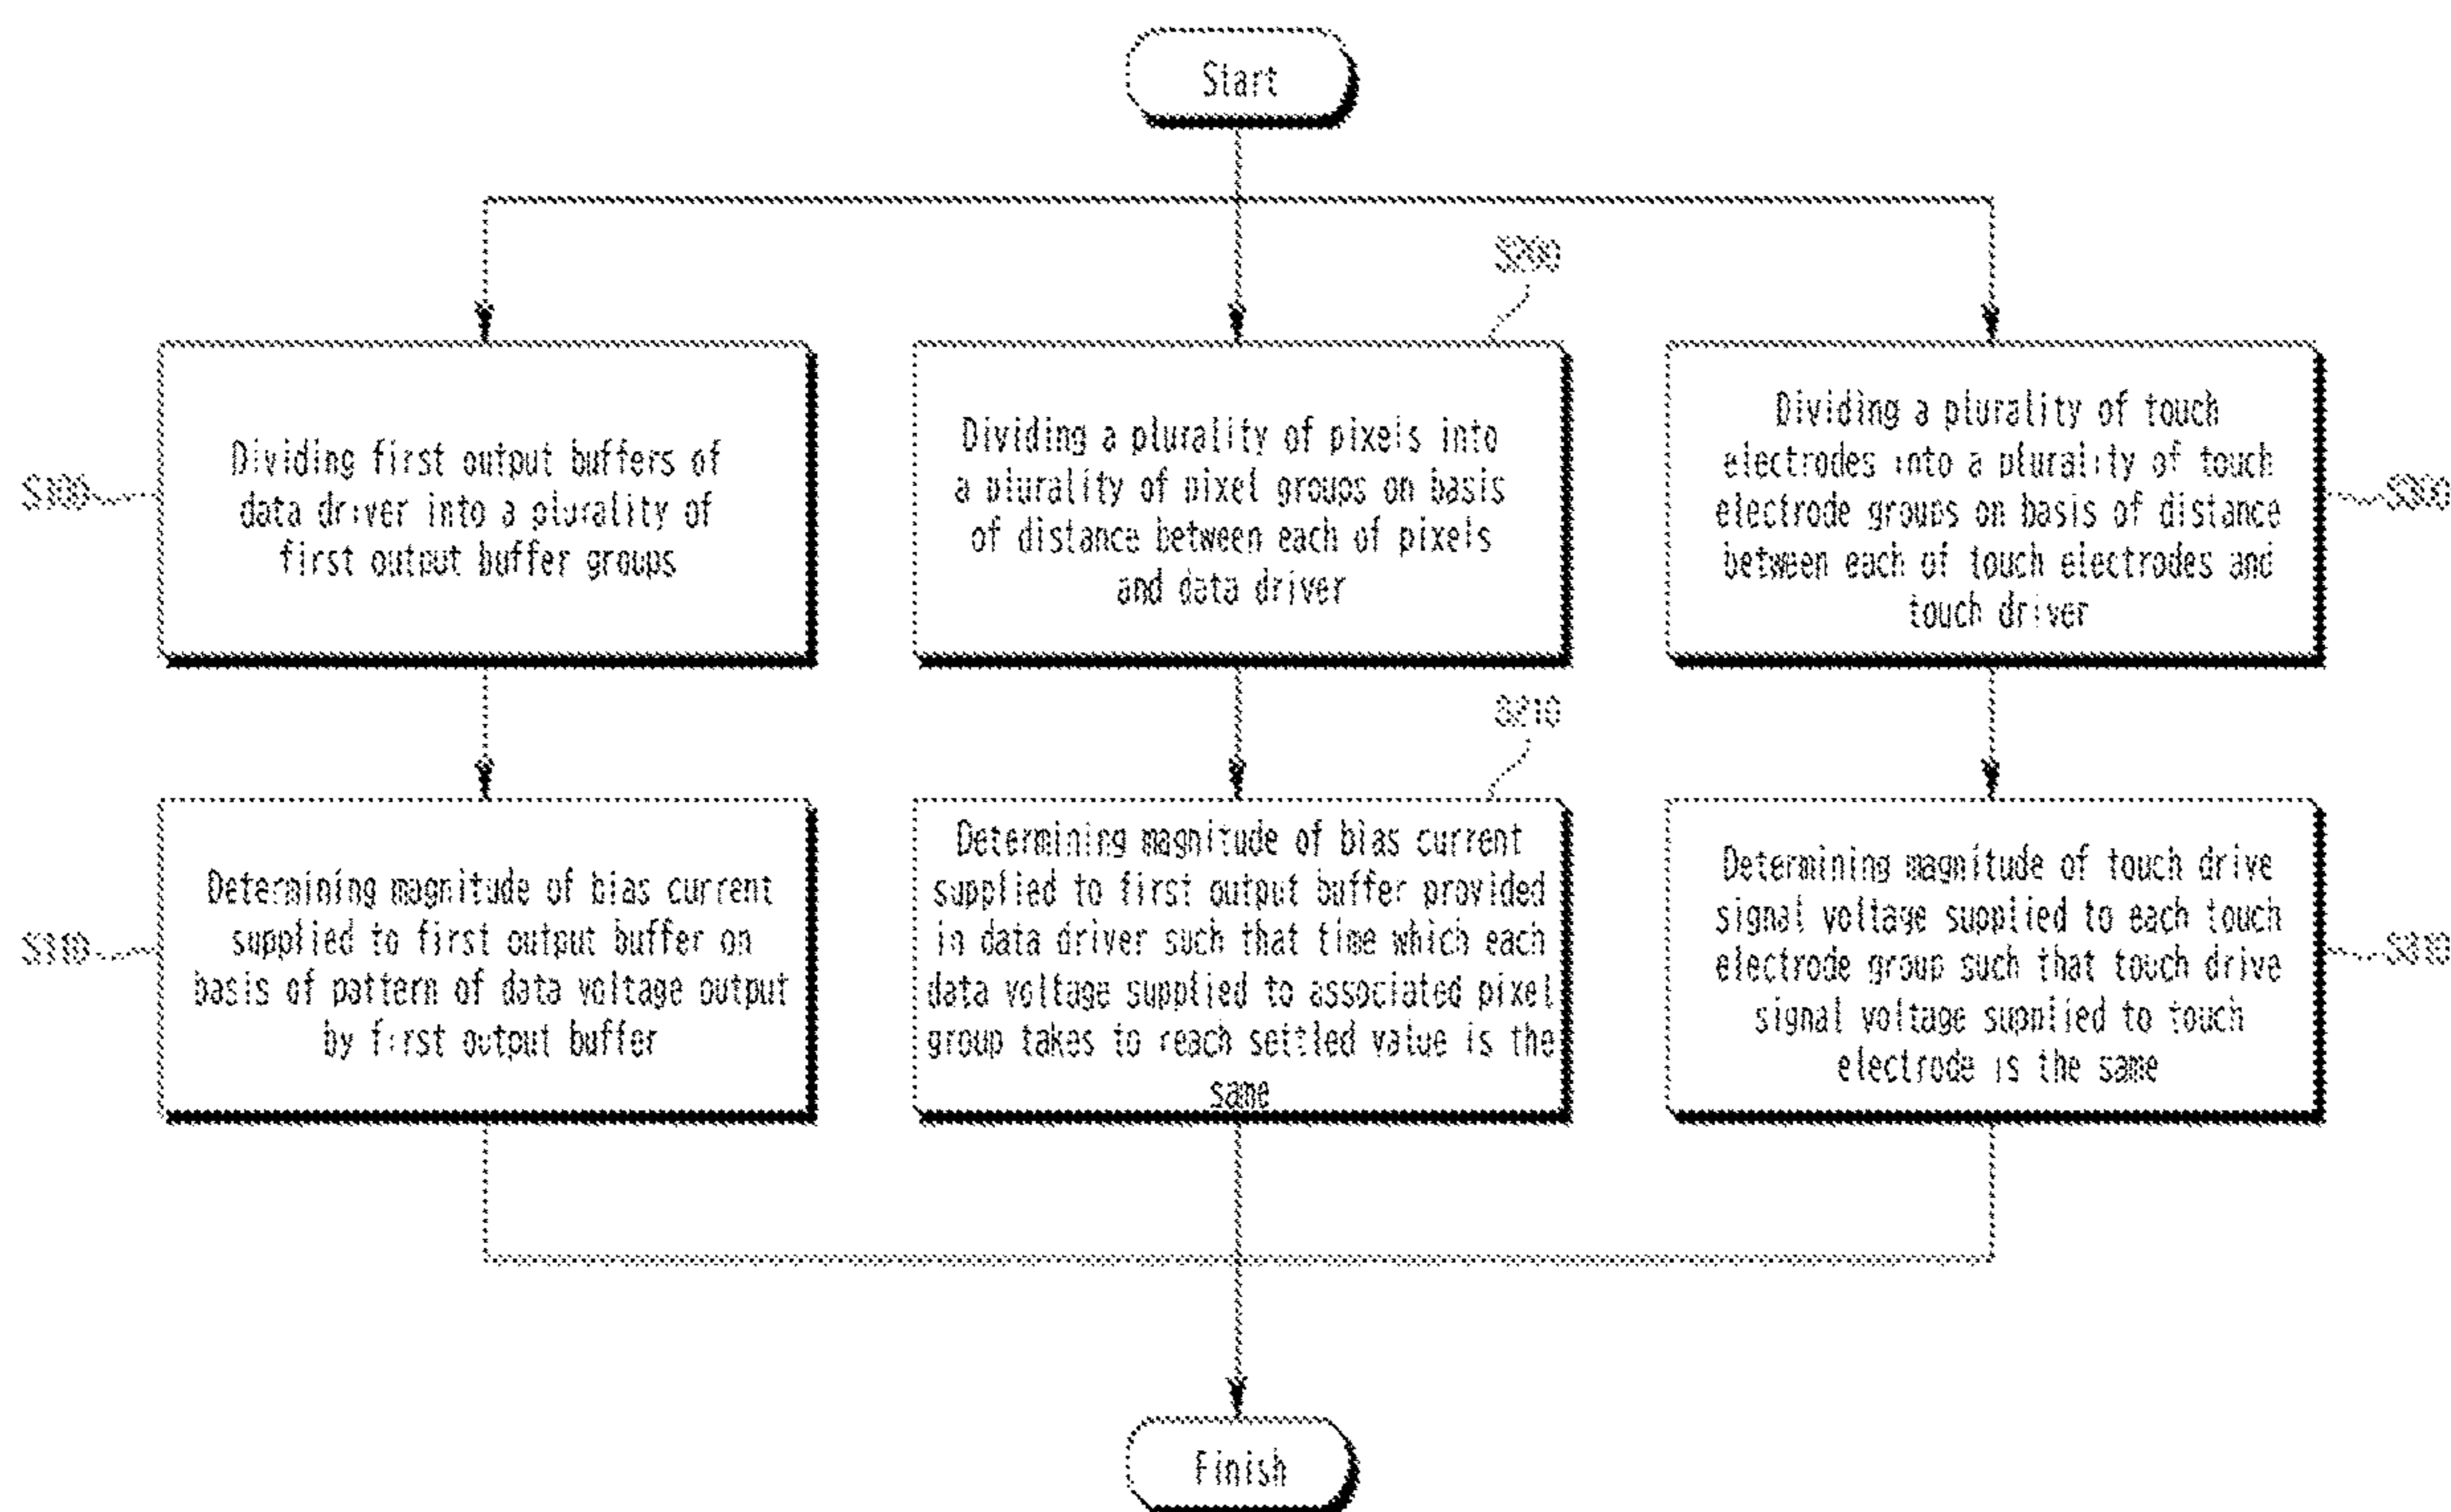 Start
S200
Dividing first output buffers of
data driver into a plurality of
first output buffer groups
S100
Dividing a plurality of pixels into
a plurality of pixel groups on basis
of distance between each of pixels
and data driver
Dividing a plurality of touch
electrodes into a plurality of touch
electrode groups on basis of distance
between each of touch electrodes and
touch driver
S300
S210
Determining magnitude of bias current
supplied to first output buffer on
basis of pattern of data voltage output
by first output buffer
S110
Determining magnitude of bias current
supplied to first output buffer provided
in data driver such that time which each
data voltage supplied to associated pixel
group takes to reach settled value is the
same
Determining magnitude of touch drive
signal voltage supplied to each touch
electrode group such that touch drive
signal voltage supplied to touch
electrode is the same
S310
Finish